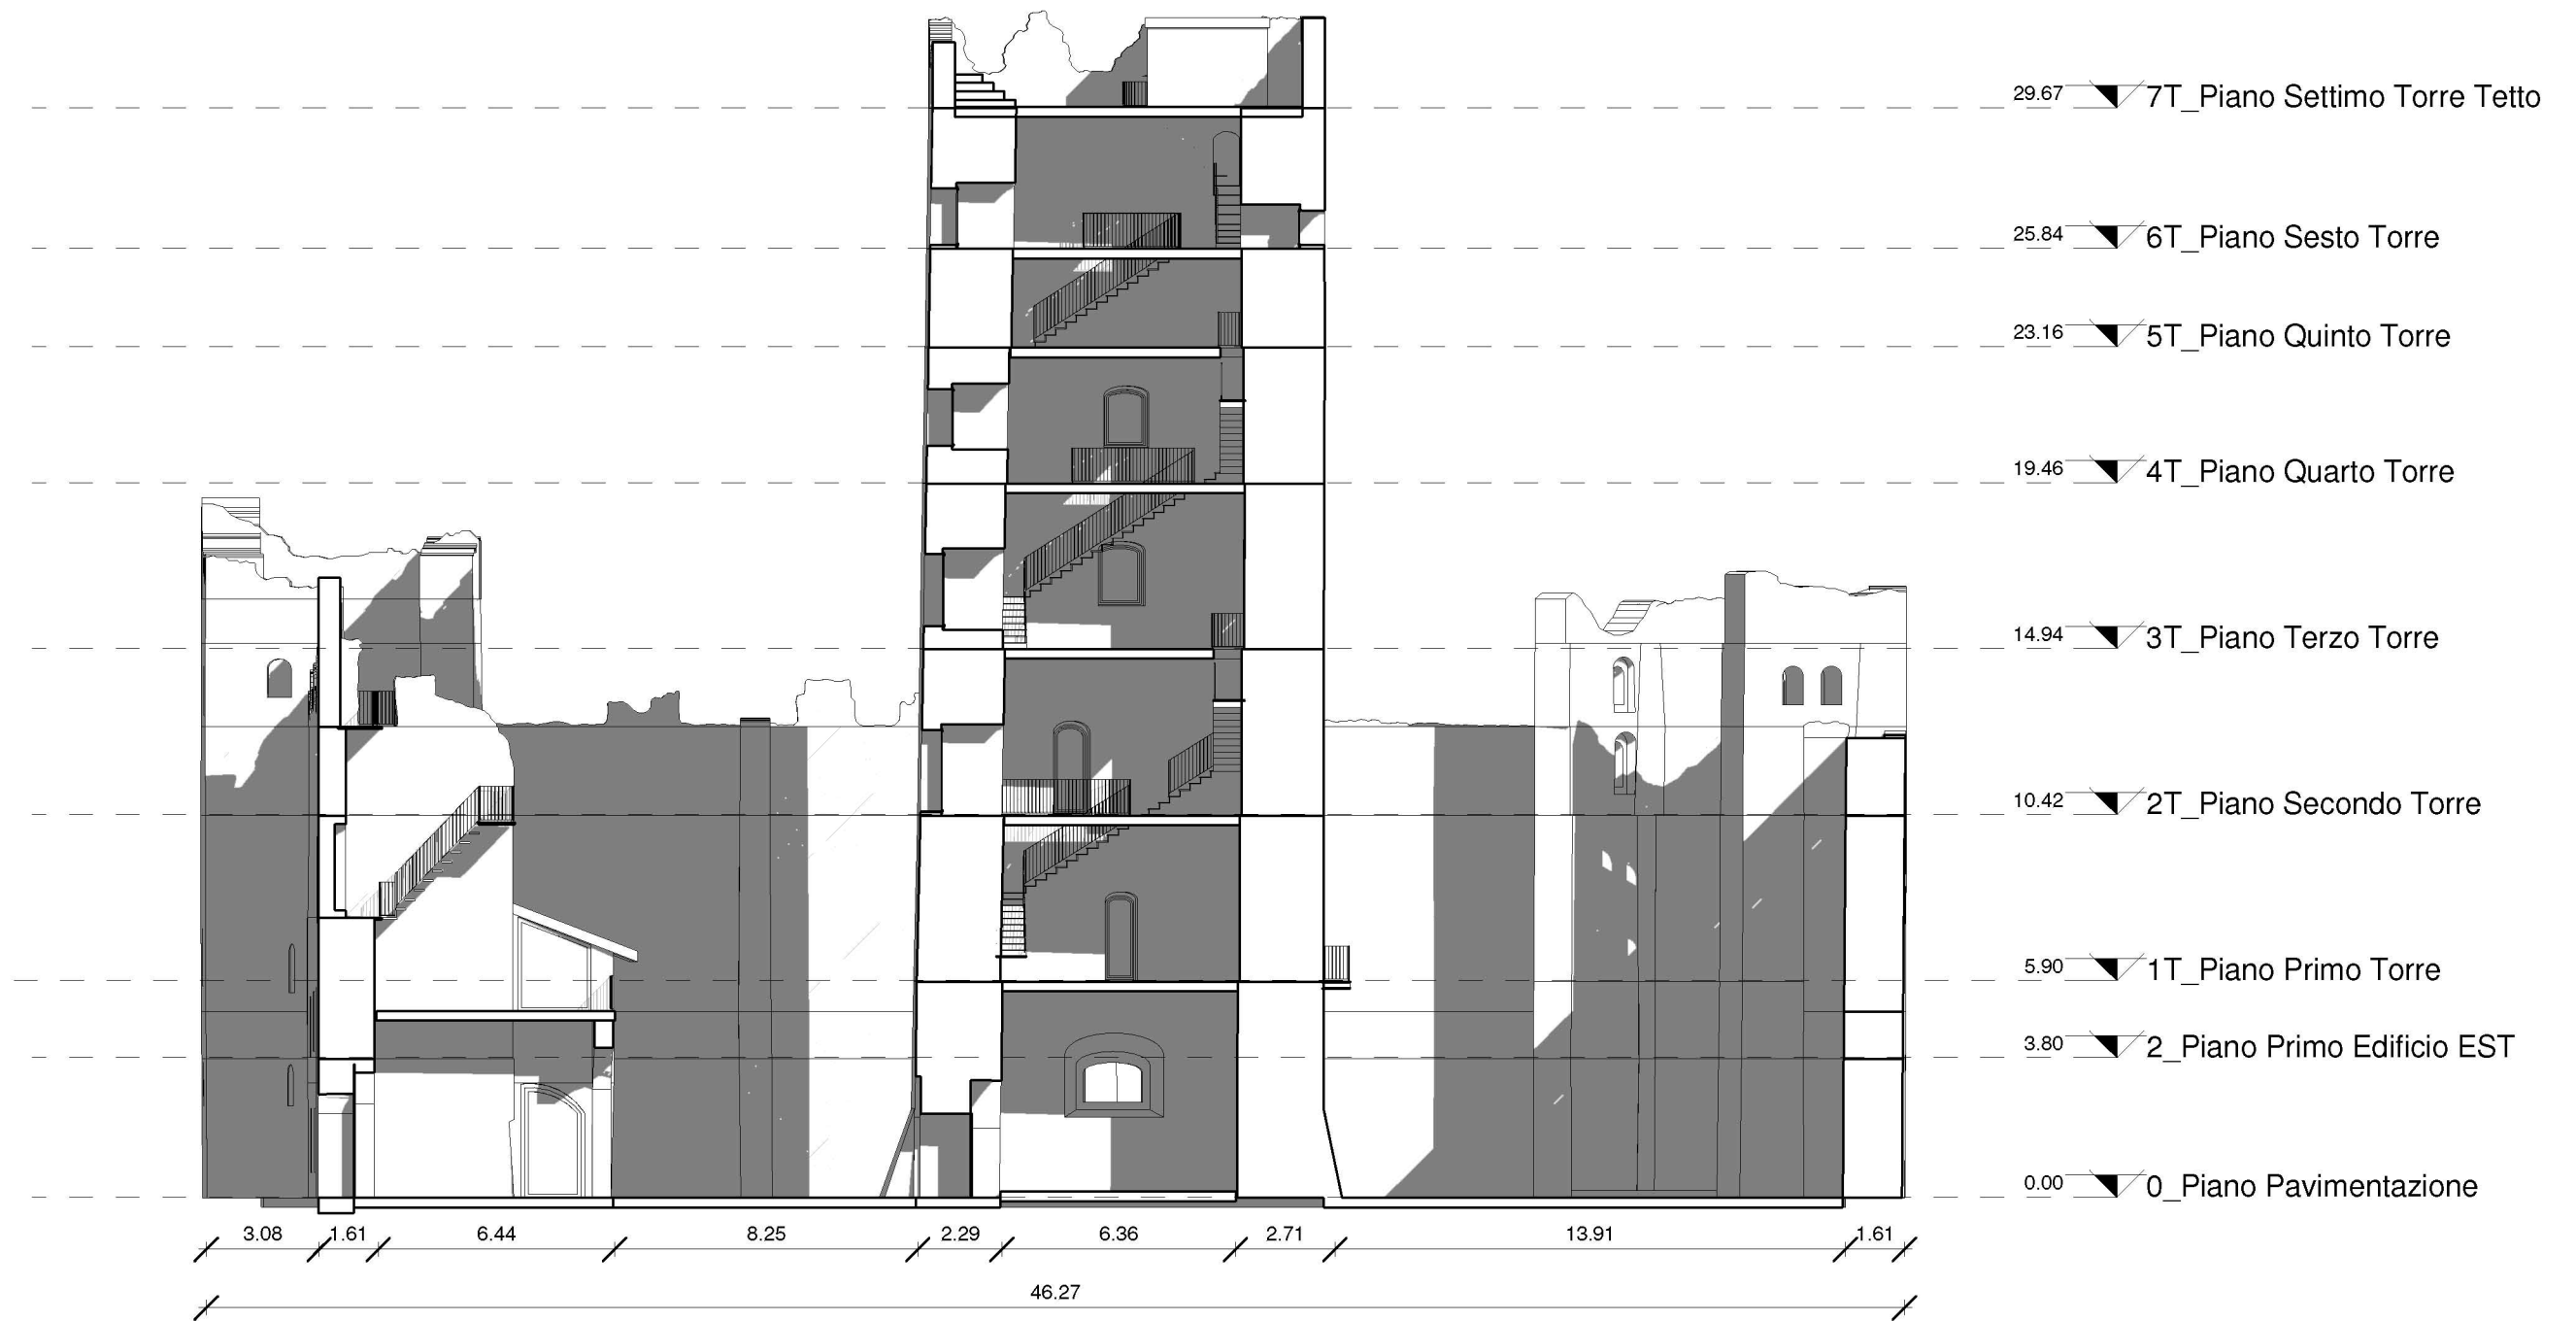 29.67 7T_Piano Settimo Torre Tetto
25.84 6T_Piano Sesto Torre
23.16 5T_Piano Quinto Torre
19.46 4T_Piano Quarto Torre
14.94 3T_Piano Terzo Torre
10.42 2T_Piano Secondo Torre
5.90 1T_Piano Primo Torre
3.80 2_Piano Primo Edificio EST
0.00 0_Piano Pavimentazione
3.08 1.61 6.44 8.25 2.29 6.36 2.71 13.91 1.61
46.27